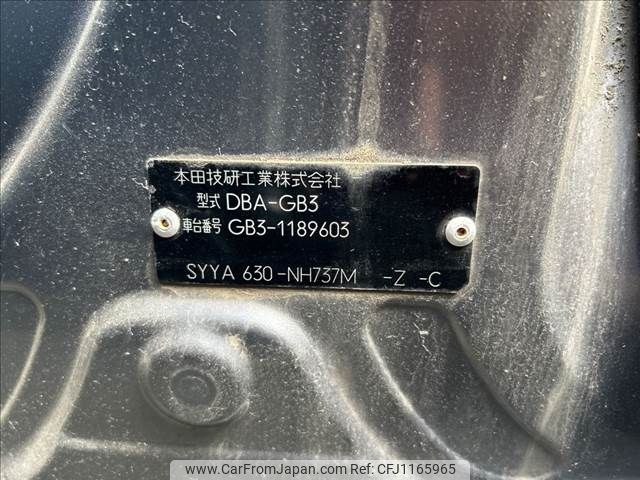 本田技研工業株式会社
型式 DBA-GB3
車台番号 GB3-1189603
SYYA 630-NH737M -Z -C
www.CarFromJapan.com Ref: CFJ1165965